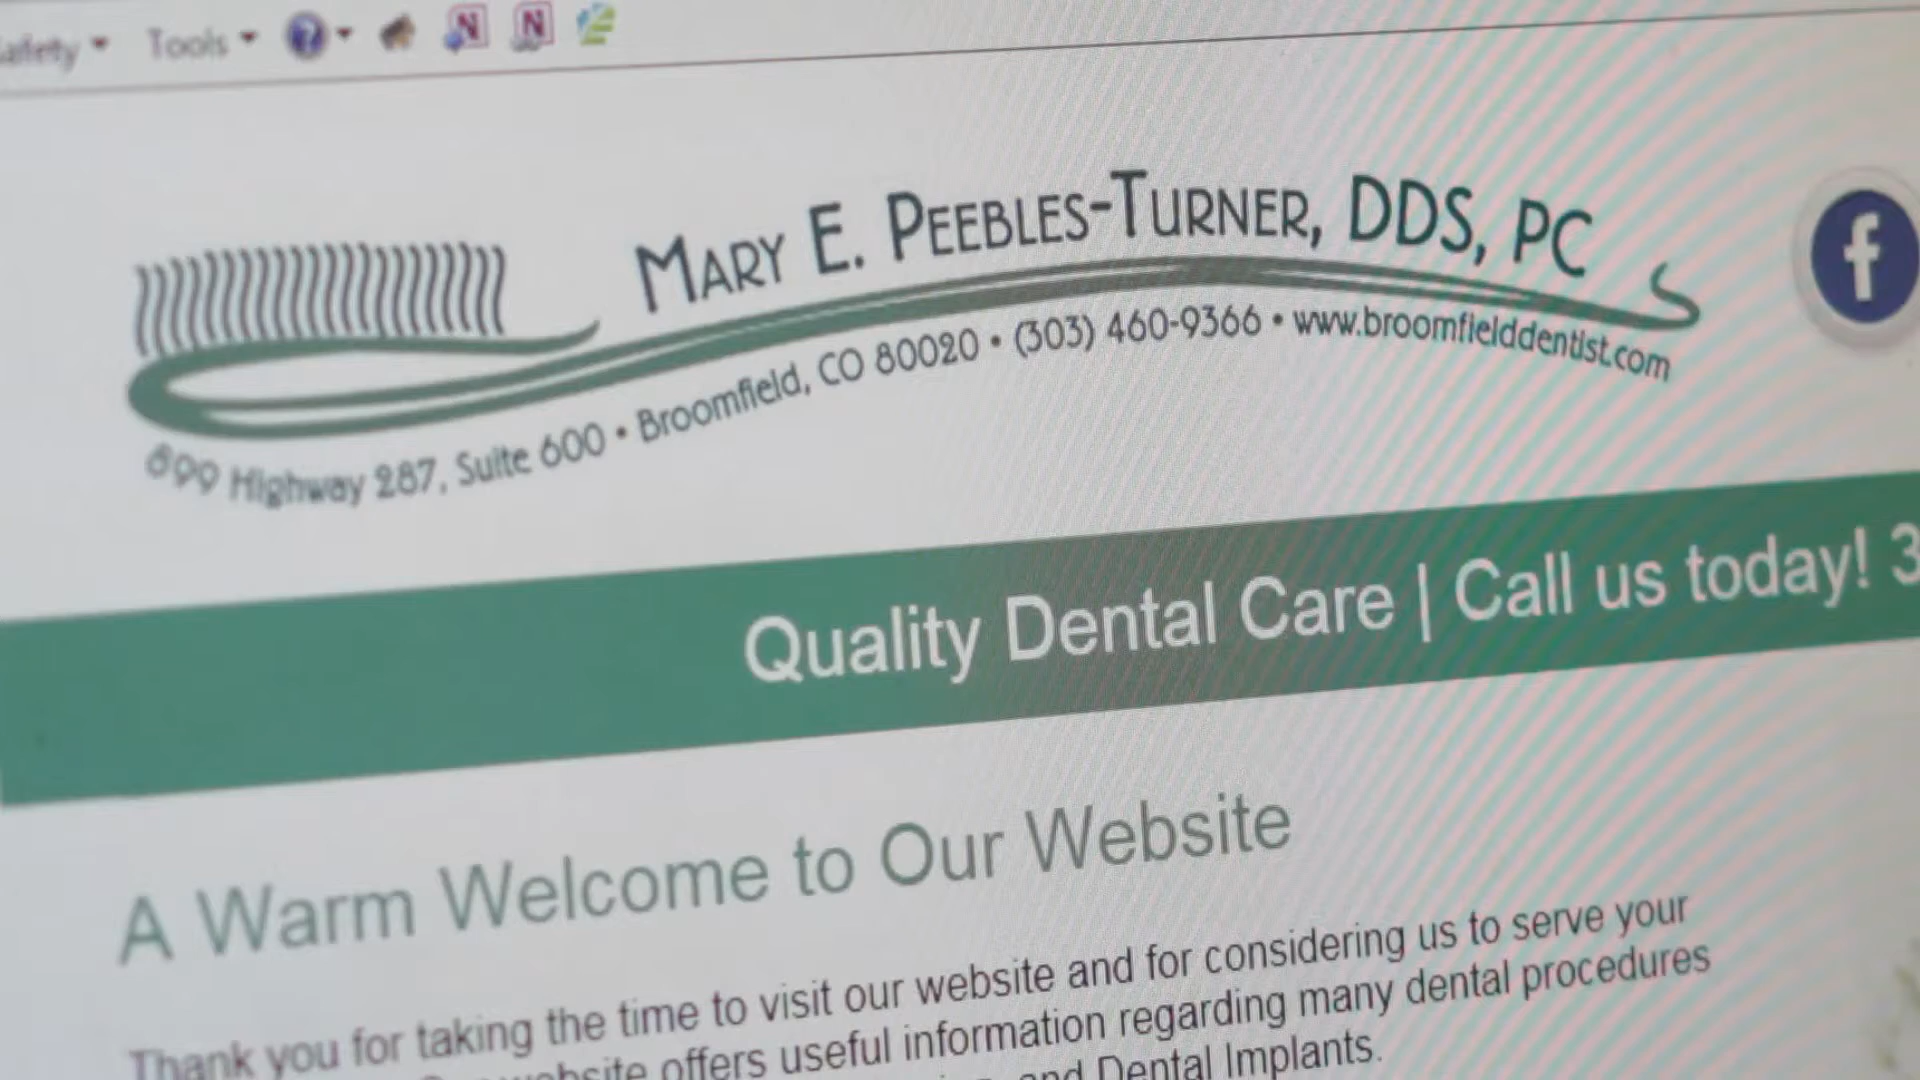 Tools
N N
MARY E. PEEBLES-TURNER, DDS, PC
f
899 Highway 287, Suite 600 • Broomfield, CO 80020 • (303) 460-9366 • www.broomfielddentist.com
Quality Dental Care | Call us today! 3
A Warm Welcome to Our Website
Thank you for taking the time to visit our website and for considering us to serve your
website offers useful information regarding many dental procedures
and Dental Implants.